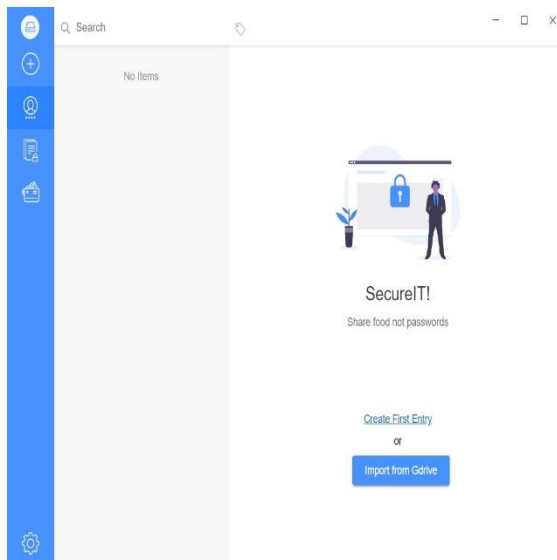 Search
No Items
SecureIT!
Share food not passwords
Create First Entry
or
Import from Gdrive